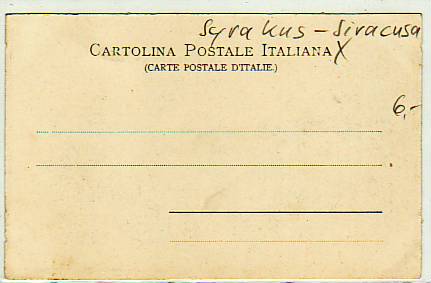 Syrakus - Siracusa
CARTOLINA POSTALE ITALIANA X
(CARTE POSTALE D'ITALIE.)
6,-